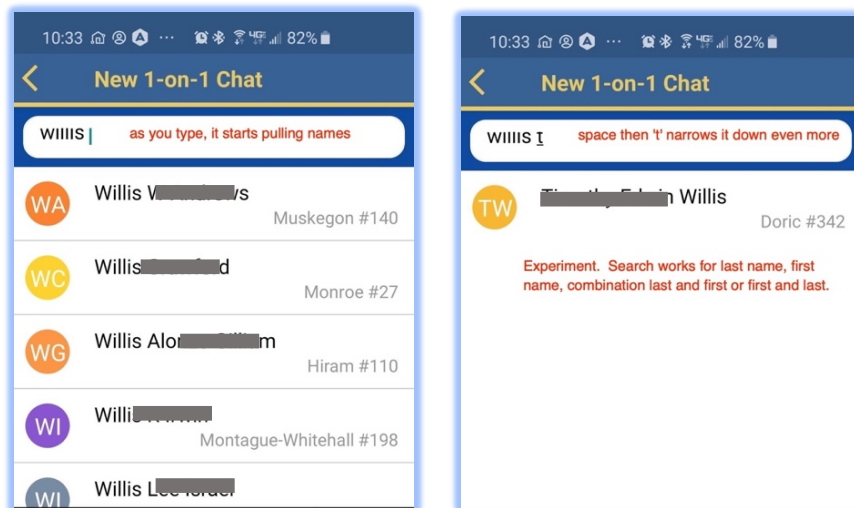 10:33 ... 4GE 82%
New 1-on-1 Chat
willis as you type, it starts pulling names
WA Willis
Muskegon #140
WC Willis
Monroe #27
WG Willis
Hiram #110
WI
Montague-Whitehall #198
WI Willis
10:33 ... 4GE 82%
New 1-on-1 Chat
willis t space then 't' narrows it down even more
TW Willis
Doric #342
Experiment. Search works for last name, first
name, combination last and first or first and last.